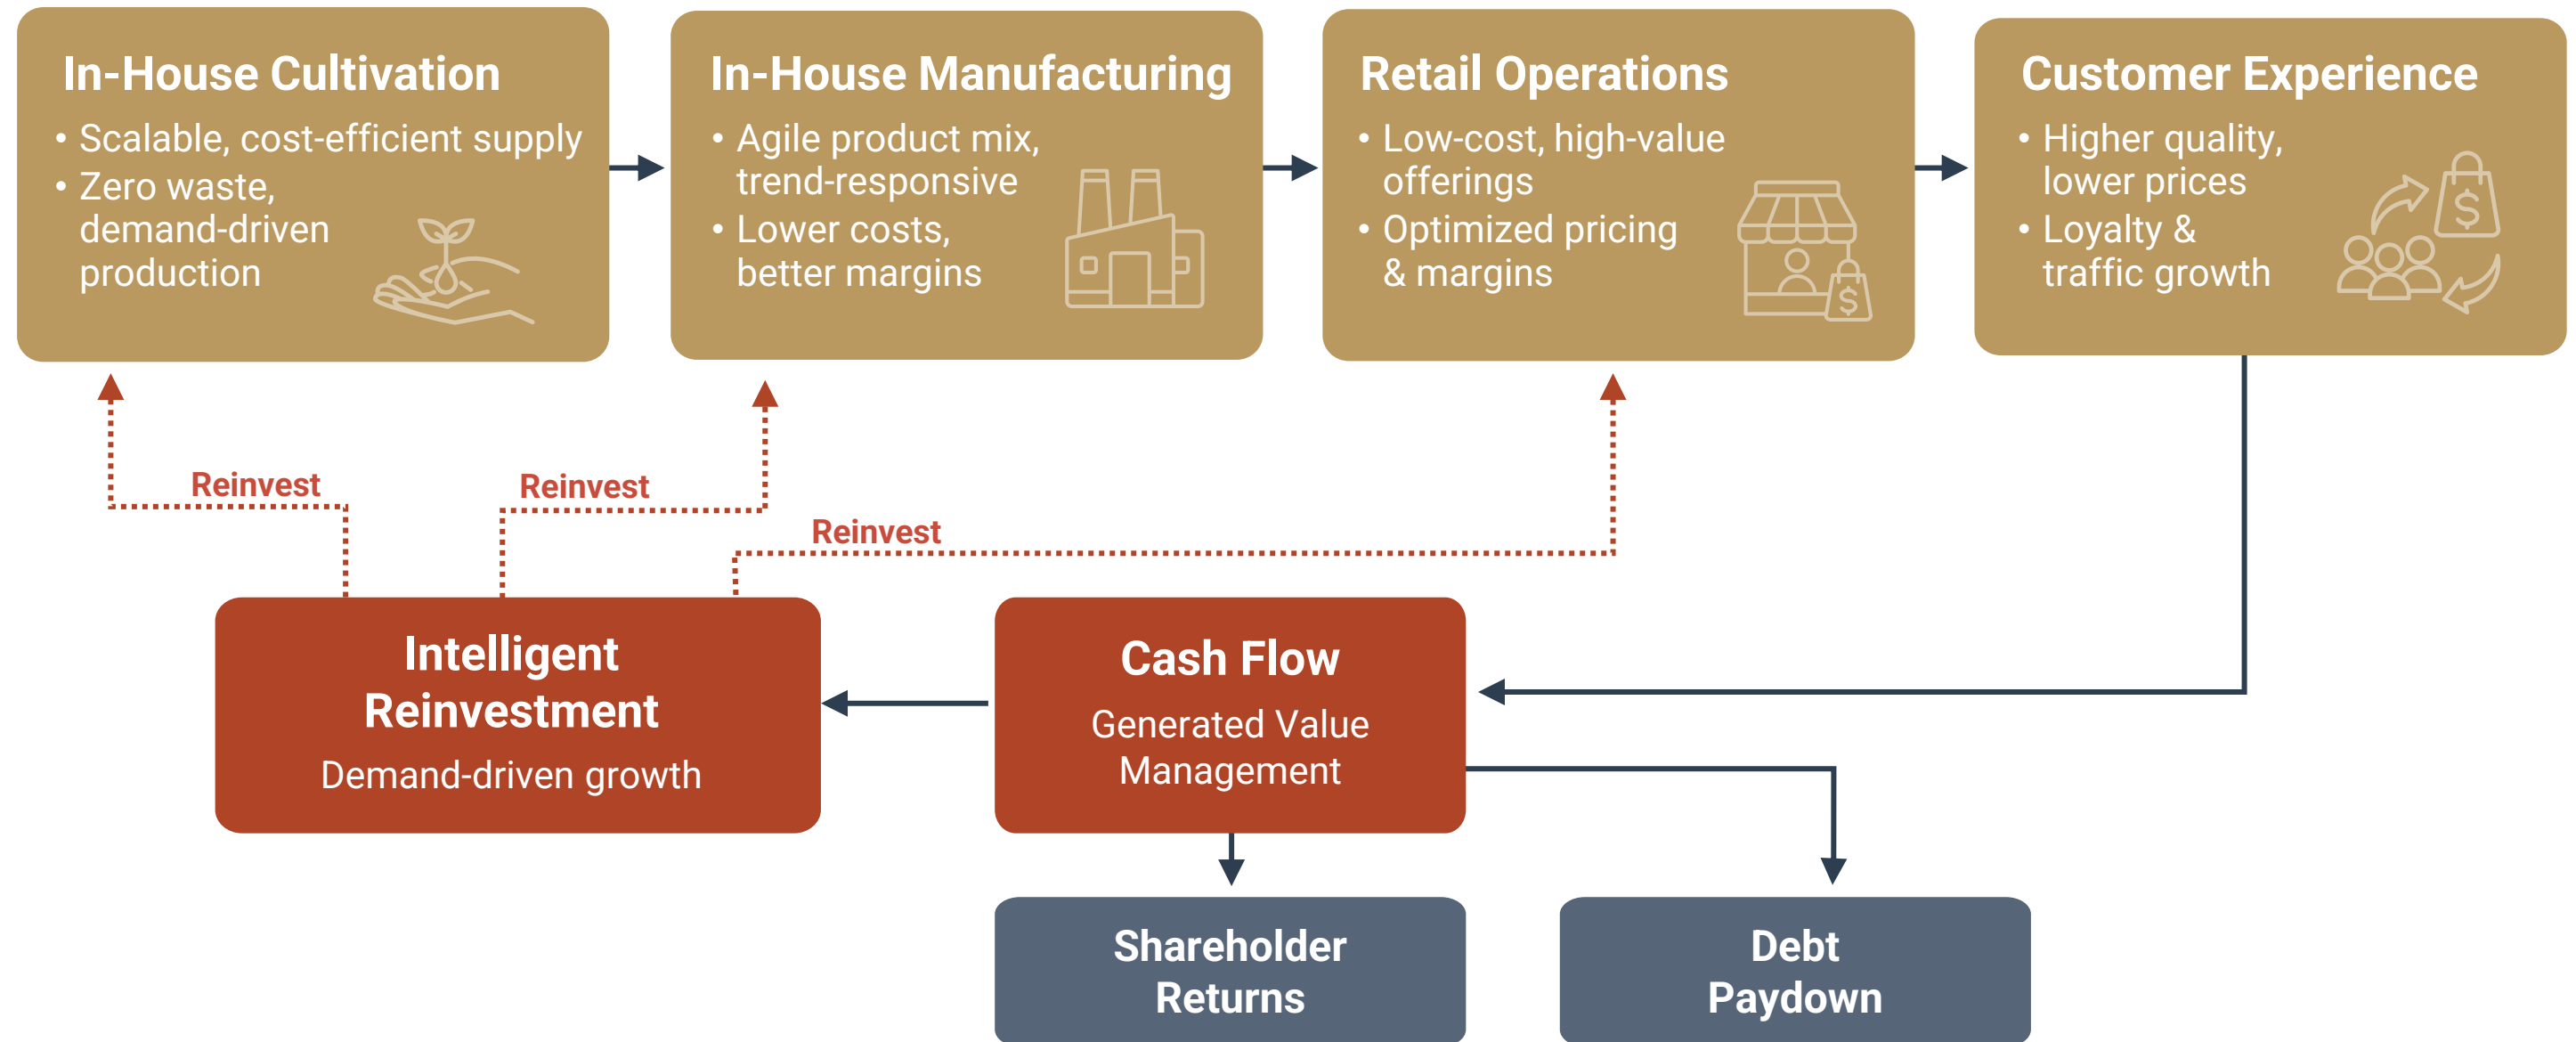 In-House Cultivation
• Scalable, cost-efficient supply
• Zero waste,
demand-driven
production
In-House Manufacturing
• Agile product mix,
trend-responsive
• Lower costs,
better margins
Retail Operations
• Low-cost, high-value
offerings
• Optimized pricing
& margins
$
Customer Experience
• Higher quality,
lower prices
• Loyalty &
traffic growth
$
Reinvest
Reinvest
Reinvest
Intelligent
Reinvestment
Demand-driven growth
Cash Flow
Generated Value
Management
Shareholder
Returns
Debt
Paydown